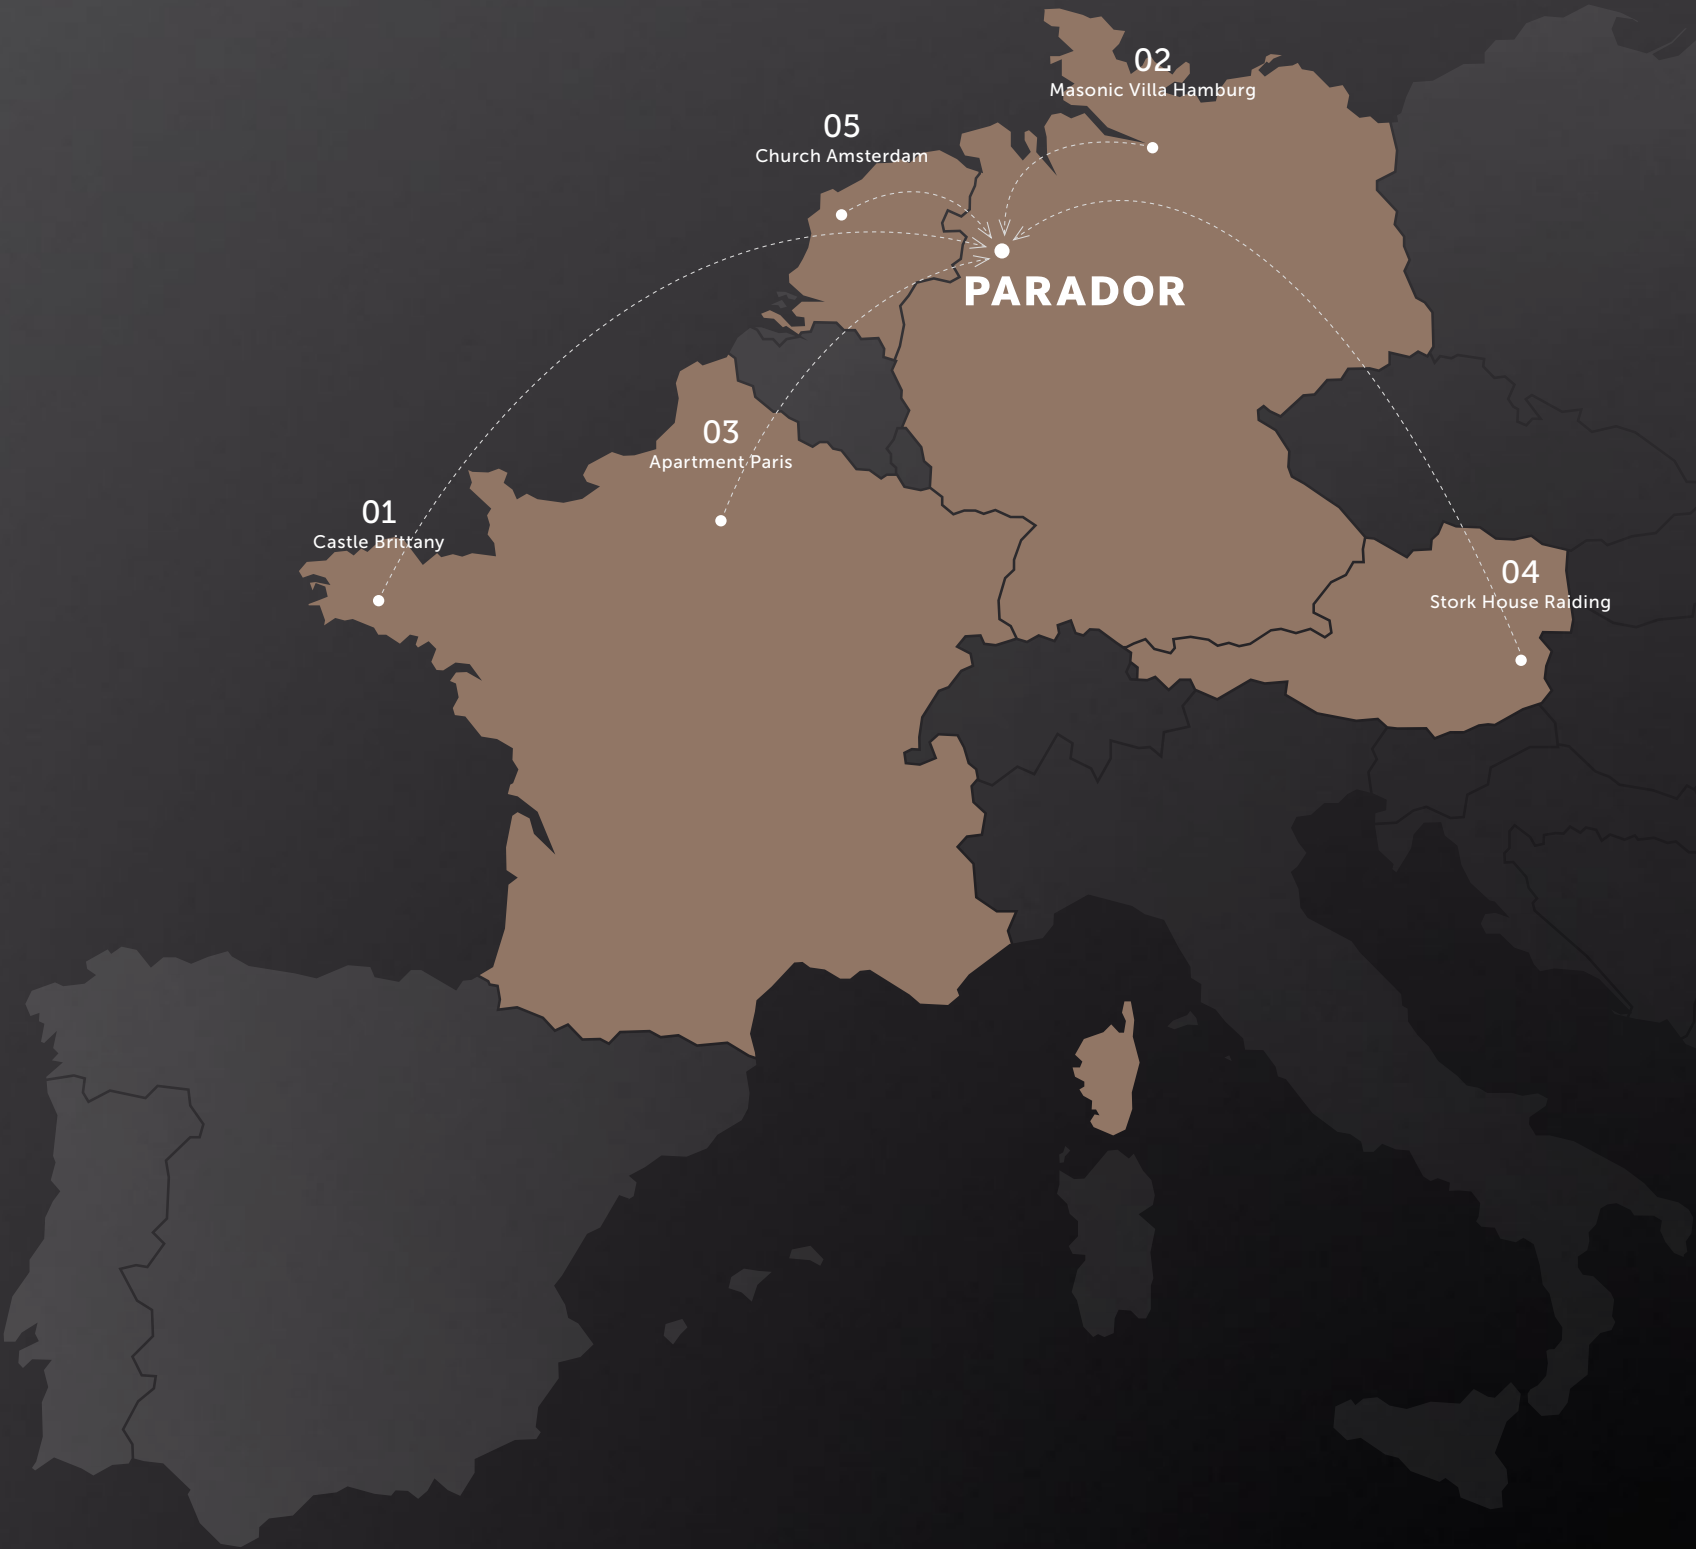 02
Masonic Villa Hamburg
05
Church Amsterdam
PARADOR
03
Apartment Paris
01
Castle Brittany
04
Stork House Raiding